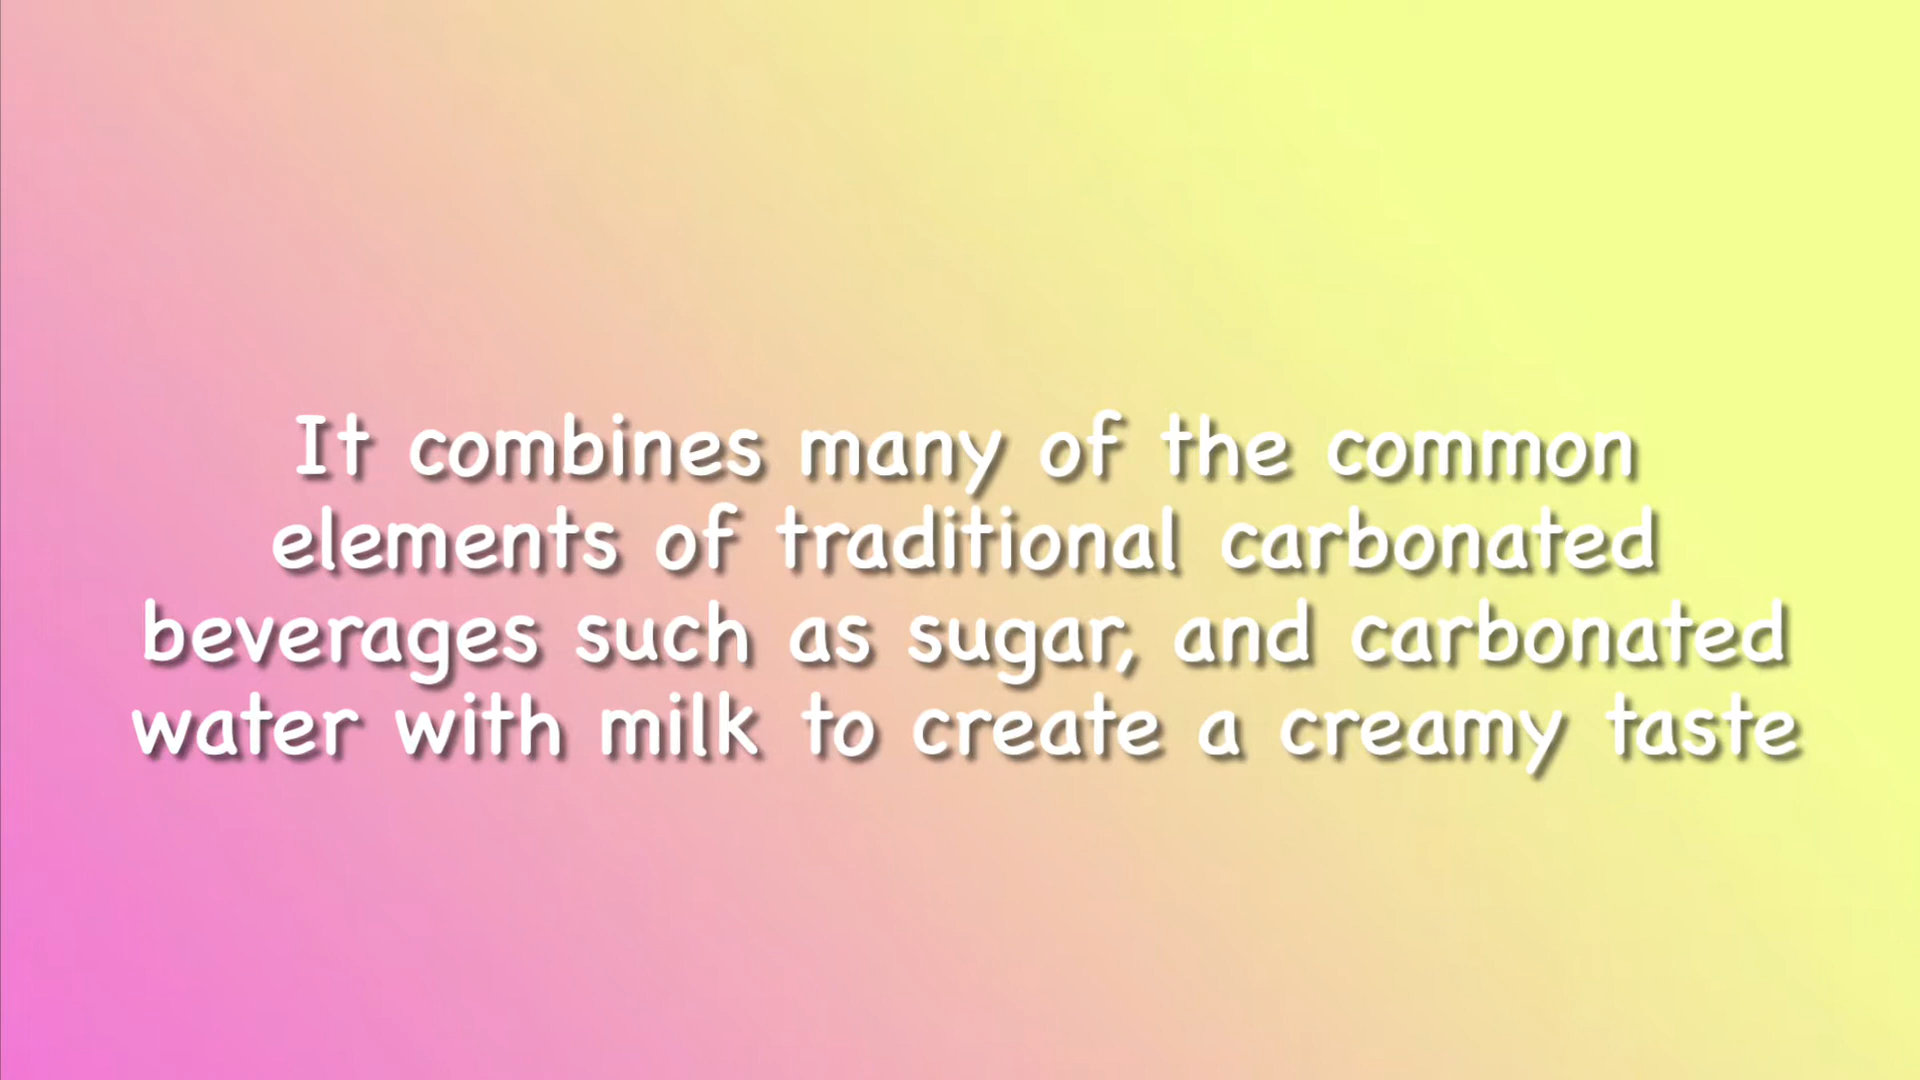 It combines many of the common
elements of traditional carbonated
beverages such as sugar, and carbonated
water with milk to create a creamy taste